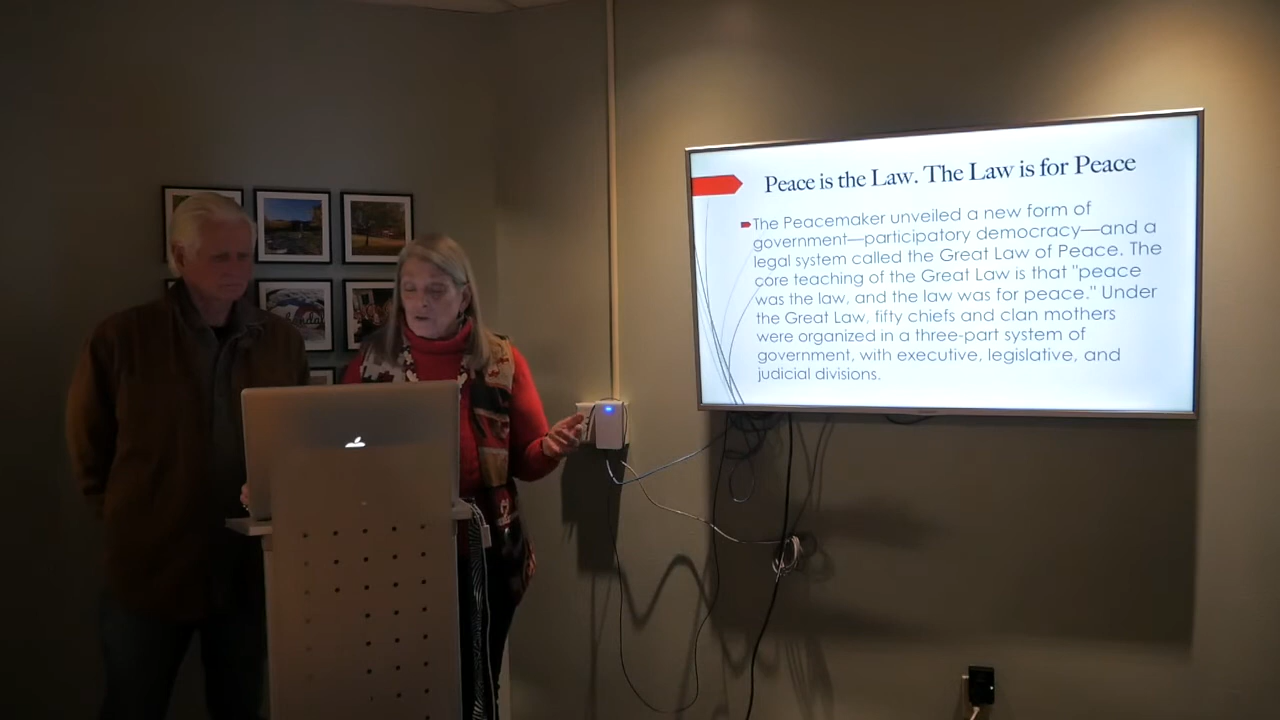 Peace is the Law. The Law is for Peace
The Peacemaker unveiled a new form of
government—participatory democracy—and a
legal system called the Great Law of Peace. The
core teaching of the Great Law is that "peace
was the law, and the law was for peace." Under
the Great Law, fifty chiefs and clan mothers
were organized in a three-part system of
government, with executive, legislative, and
judicial divisions.